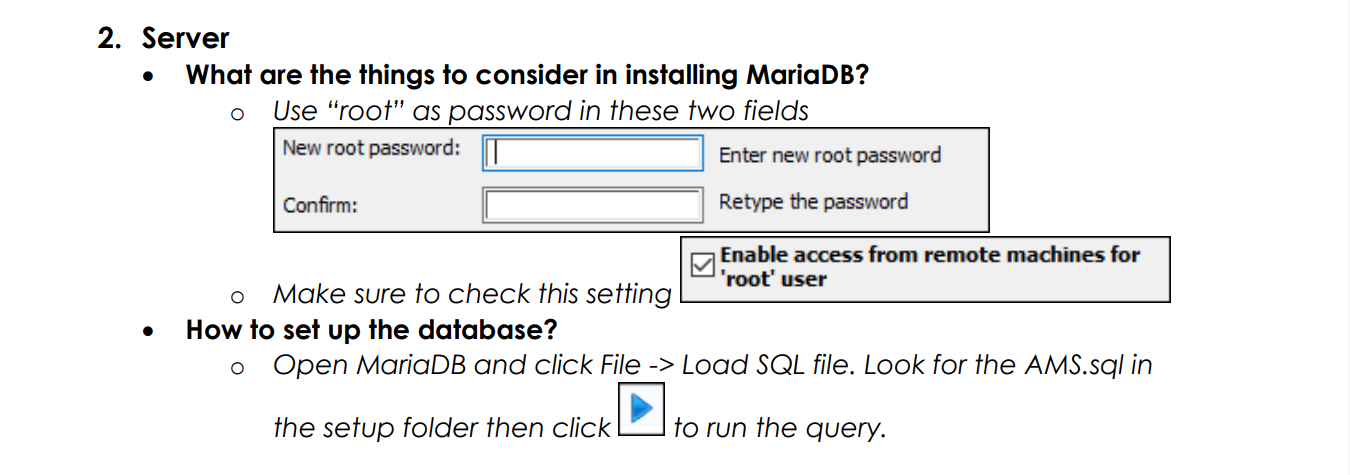 2. Server
• What are the things to consider in installing MariaDB?
o Use “root” as password in these two fields
New root password: Enter new root password
Confirm: Retype the password
Enable access from remote machines for
'root' user
o Make sure to check this setting
• How to set up the database?
o Open MariaDB and click File -> Load SQL file. Look for the AMS.sql in
the setup folder then click to run the query.